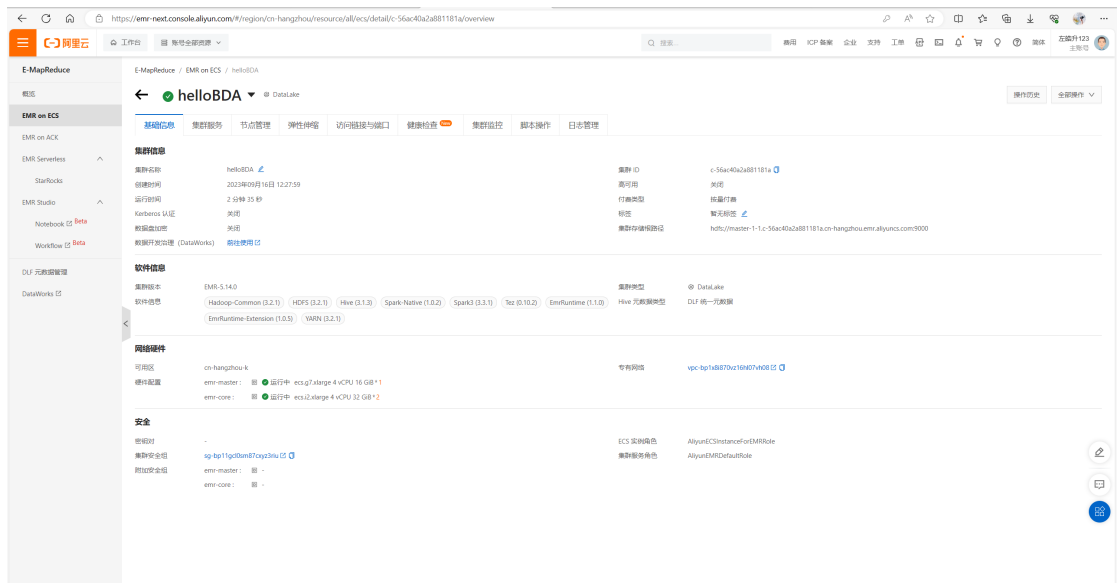 https://emr-next.console.aliyun.com/#/region/cn-hangzhou/resource/all/ecs/detail/c-56ac40a2a881181a/overview
阿里云 工作台 账号全部资源 搜索... 费用 ICP 备案 企业 支持 工单 简体 左皓升123
主账号
E-MapReduce
概览
EMR on ECS
EMR on ACK
EMR Serverless
StarRocks
EMR Studio
Notebook Beta
Workflow Beta
DLF 元数据管理
DataWorks
E-MapReduce / EMR on ECS / helloBDA
helloBDA DataLake 操作历史 全部操作
基础信息 集群服务 节点管理 弹性伸缩 访问链接与端口 健康检查 New 集群监控 脚本操作 日志管理
集群信息
集群名称 helloBDA 集群 ID c-56ac40a2a881181a
创建时间 2023年09月16日 12:27:59 高可用 关闭
运行时间 2 分钟 35 秒 付费类型 按量付费
Kerberos 认证 关闭 标签 暂无标签
数据盘加密 关闭 集群存储根路径 hdfs://master-1-1.c-56ac40a2a881181a.cn-hangzhou.emr.aliyuncs.com:9000
数据开发治理（DataWorks） 前往使用
软件信息
集群版本 EMR-5.14.0 集群类型 DataLake
软件信息 Hadoop-Common (3.2.1) HDFS (3.2.1) Hive (3.1.3) Spark-Native (1.0.2) Spark3 (3.3.1) Tez (0.10.2) EmrRuntime (1.1.0) Hive 元数据类型 DLF 统一元数据
EmrRuntime-Extension (1.0.5) YARN (3.2.1)
网络硬件
可用区 cn-hangzhou-k 专有网络 vpc-bp1x8i870vz16hl07vh08
硬件配置 emr-master : 运行中 ecs.g7.xlarge 4 vCPU 16 GiB*1
emr-core : 运行中 ecs.i2.xlarge 4 vCPU 32 GiB*2
安全
密钥对 - ECS 实例角色 AliyunECSInstanceForEMRRole
集群安全组 sg-bp11gcl0sm87cxyz3riu 集群服务角色 AliyunEMRDefaultRole
附加安全组 emr-master : -
emr-core : -